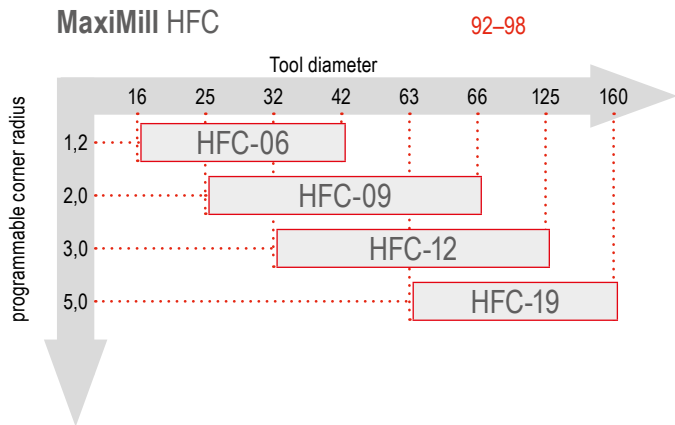 MaxiMill HFC
92–98
Tool diameter
16 25 32 42 63 66 125 160
programmable corner radius
1,2 HFC-06
2,0 HFC-09
3,0 HFC-12
5,0 HFC-19